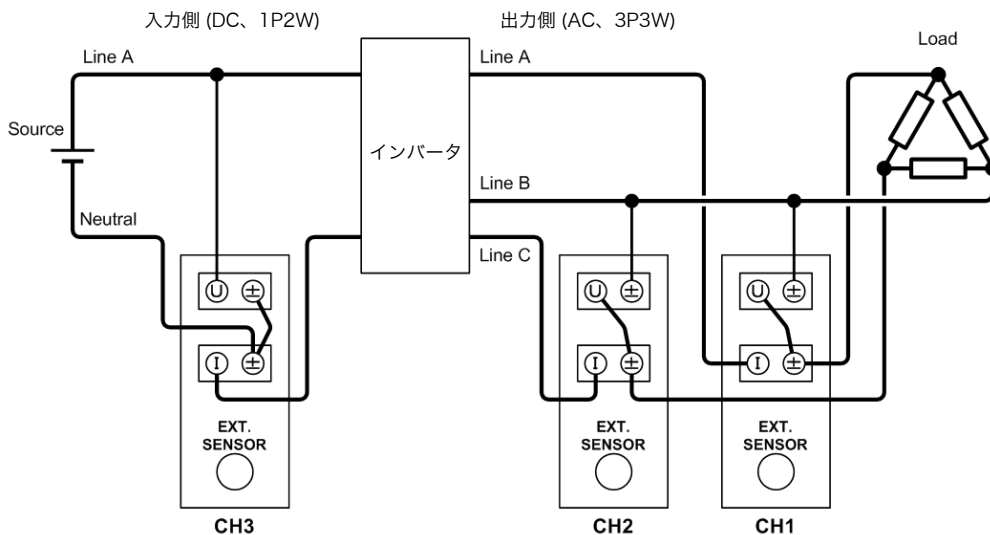 入力側 (DC、1P2W)
出力側 (AC、3P3W)
Line A
Line A
Load
Source
インバータ
Line B
Neutral
Line C
U ±
U ±
U ±
I ±
I ±
I ±
EXT.
SENSOR
EXT.
SENSOR
EXT.
SENSOR
CH3
CH2
CH1